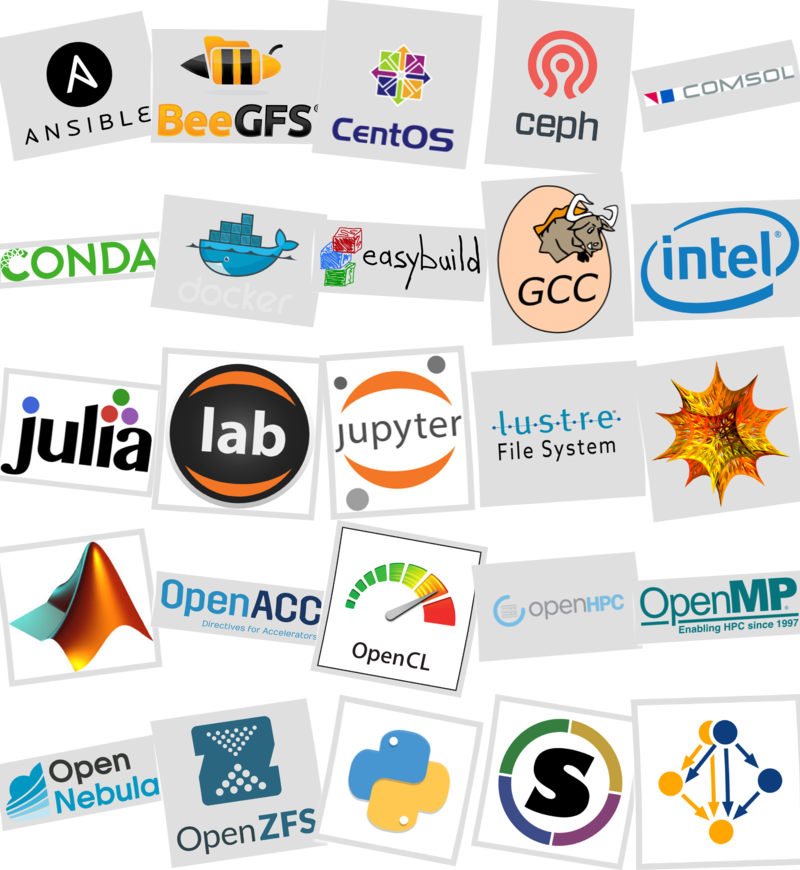 ANSIBLE
BeeGFS®
CentOS
ceph
COMSOL
CONDA
docker
easybuild
GCC
intel®
julia
lab
jupyter
l·u·s·t·r·e
File System
OpenACC
Directives for Accelerators
OpenCL
openHPC
OpenMP®
Enabling HPC since 1997
Open
Nebula
OpenZFS
S